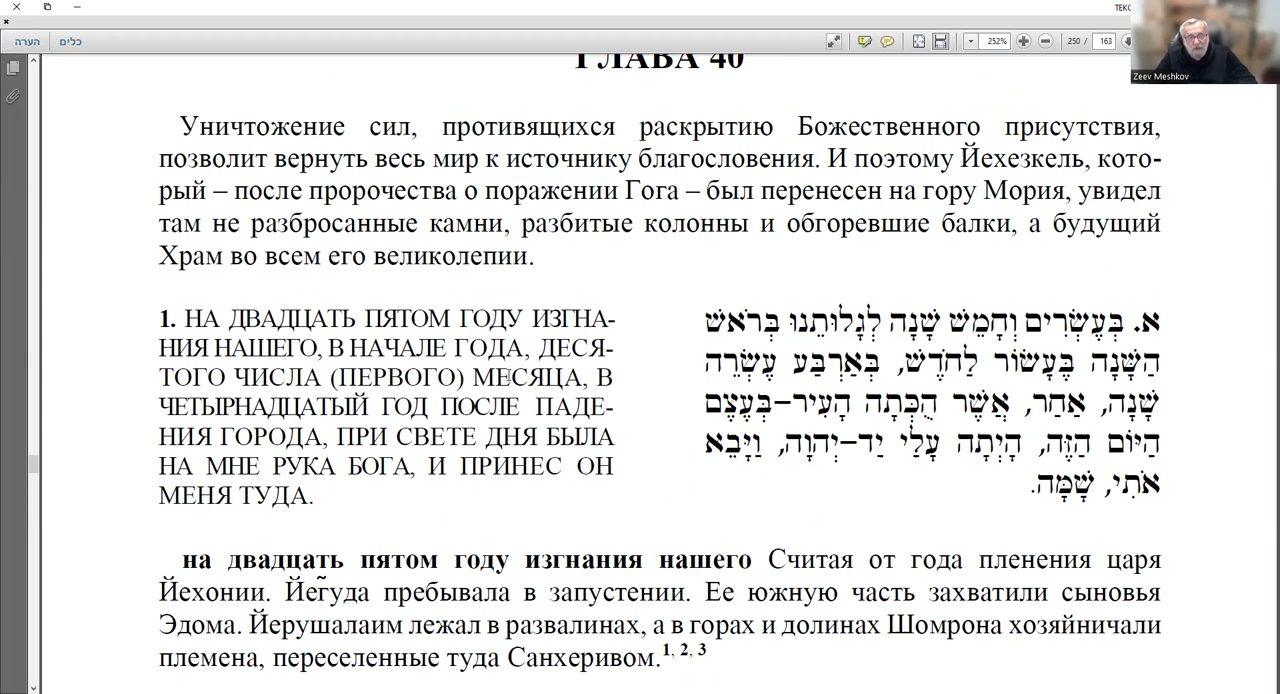 ТЕКС
הערה
כלים
252%
250 / 163
Zeev Meshkov
ГЛАВА 40
Уничтожение сил, противящихся раскрытию Божественного присутствия,
позволит вернуть весь мир к источнику благословения. И поэтому Йехезкель, кото-
рый – после пророчества о поражении Гога – был перенесен на гору Мория, увидел
там не разбросанные камни, разбитые колонны и обгоревшие балки, а будущий
Храм во всем его великолепии.
1. НА ДВАДЦАТЬ ПЯТОМ ГОДУ ИЗГНА-
НИЯ НАШЕГО, В НАЧАЛЕ ГОДА, ДЕСЯ-
ТОГО ЧИСЛА (ПЕРВОГО) МЕСЯЦА, В
ЧЕТЫРНАДЦАТЫЙ ГОД ПОСЛЕ ПАДЕ-
НИЯ ГОРОДА, ПРИ СВЕТЕ ДНЯ БЫЛА
НА МНЕ РУКА БОГА, И ПРИНЕС ОН
МЕНЯ ТУДА.
א. בְּעֶשְׂרִים וְחָמֵשׁ שָׁנָה לְגָלוּתֵנוּ בְּרֹאשׁ
הַשָּׁנָה בֶּעָשׂוֹר לַחֹדֶשׁ, בְּאַרְבַּע עֶשְׂרֵה
שָׁנָה, אַחַר, אֲשֶׁר הֻכְּתָה הָעִיר–בְּעֶצֶם
הַיּוֹם הַזֶּה, הָיְתָה עָלַי יַד–יְהוָה, וַיָּבֵא
אֹתִי, שָׁמָּה.
на двадцать пятом году изгнания нашего Считая от года пленения царя
Йехонии. Йегуда пребывала в запустении. Ее южную часть захватили сыновья
Эдома. Йерушалаим лежал в развалинах, а в горах и долинах Шомрона хозяйничали
племена, переселенные туда Санхеривом.1, 2, 3